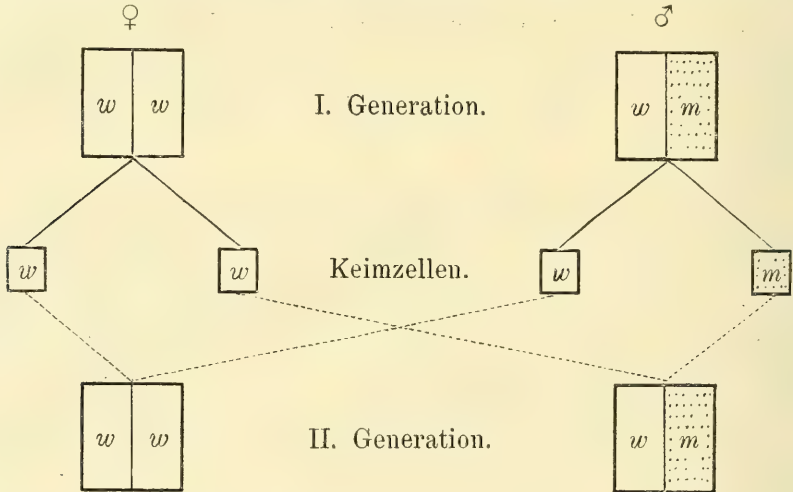 ♀ ♂
w w I. Generation. w m
w w Keimzellen. w m
w w II. Generation. w m